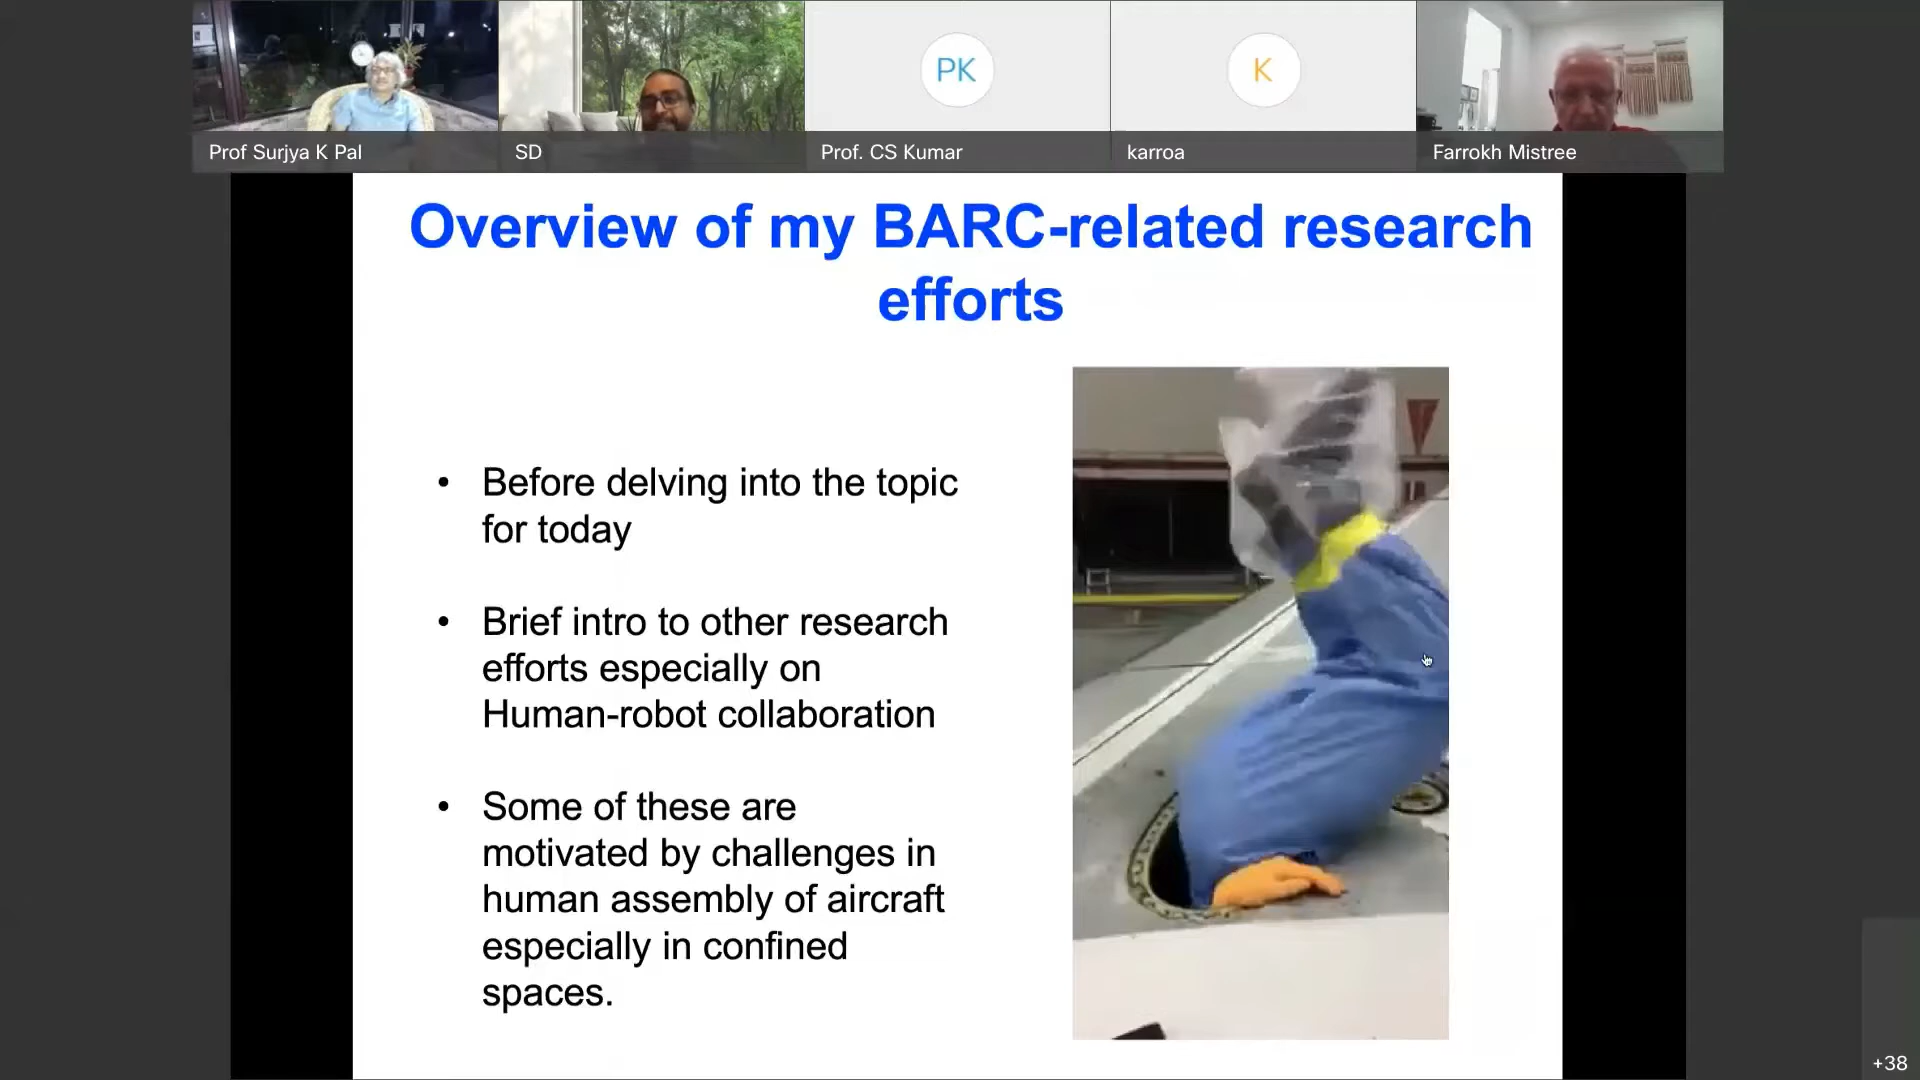 PK
K
Prof Surjya K Pal
SD
Prof. CS Kumar
karroa
Farrokh Mistree
Overview of my BARC-related research
efforts
• Before delving into the topic
for today
• Brief intro to other research
efforts especially on
Human-robot collaboration
• Some of these are
motivated by challenges in
human assembly of aircraft
especially in confined
spaces.
+38